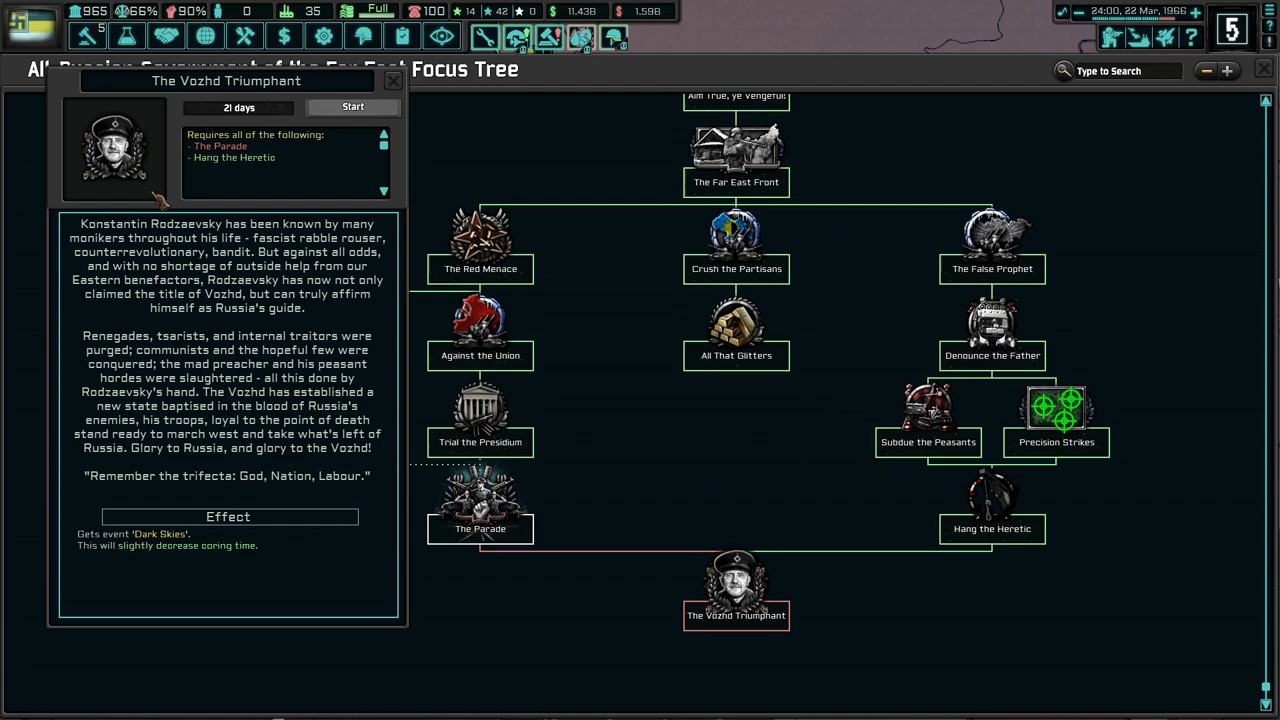 965 66% 90% 0 35 Full 100 14 42 0 $ 11.43B $ 1.59B
24:00, 22 Mar, 1966
5
5
Focus Tree
Type to Search
The Vozhd Triumphant
21 days
Start
Requires all of the following:
- The Parade
- Hang the Heretic
Konstantin Rodzaevsky has been known by many
monikers throughout his life - fascist rabble rouser,
counterrevolutionary, bandit. But against all odds,
and with no shortage of outside help from our
Eastern benefactors, Rodzaevsky has now not only
claimed the title of Vozhd, but can truly affirm
himself as Russia's guide.
Renegades, tsarists, and internal traitors were
purged; communists and the hopeful few were
conquered; the mad preacher and his peasant
hordes were slaughtered - all this done by
Rodzaevsky's hand. The Vozhd has established a
new state baptised in the blood of Russia's
enemies, his troops, loyal to the point of death
stand ready to march west and take what's left of
Russia. Glory to Russia, and glory to the Vozhd!
"Remember the trifecta: God, Nation, Labour."
Effect
Gets event 'Dark Skies'.
This will slightly decrease coring time.
Aim True, ye Vengeful!
The Far East Front
The Red Menace
Crush the Partisans
The False Prophet
Against the Union
All That Glitters
Denounce the Father
Trial the Presidium
Subdue the Peasants
Precision Strikes
The Parade
Hang the Heretic
The Vozhd Triumphant